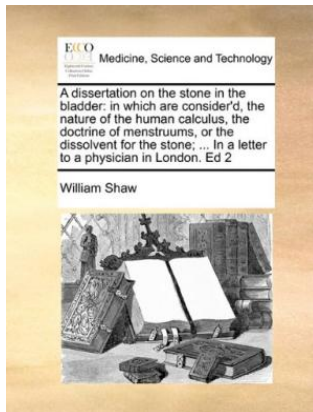 ECCO
Medicine, Science and Technology
A dissertation on the stone in the
bladder: in which are consider'd, the
nature of the human calculus, the
doctrine of menstruums, or the
dissolvent for the stone; ... In a letter
to a physician in London. Ed 2
William Shaw